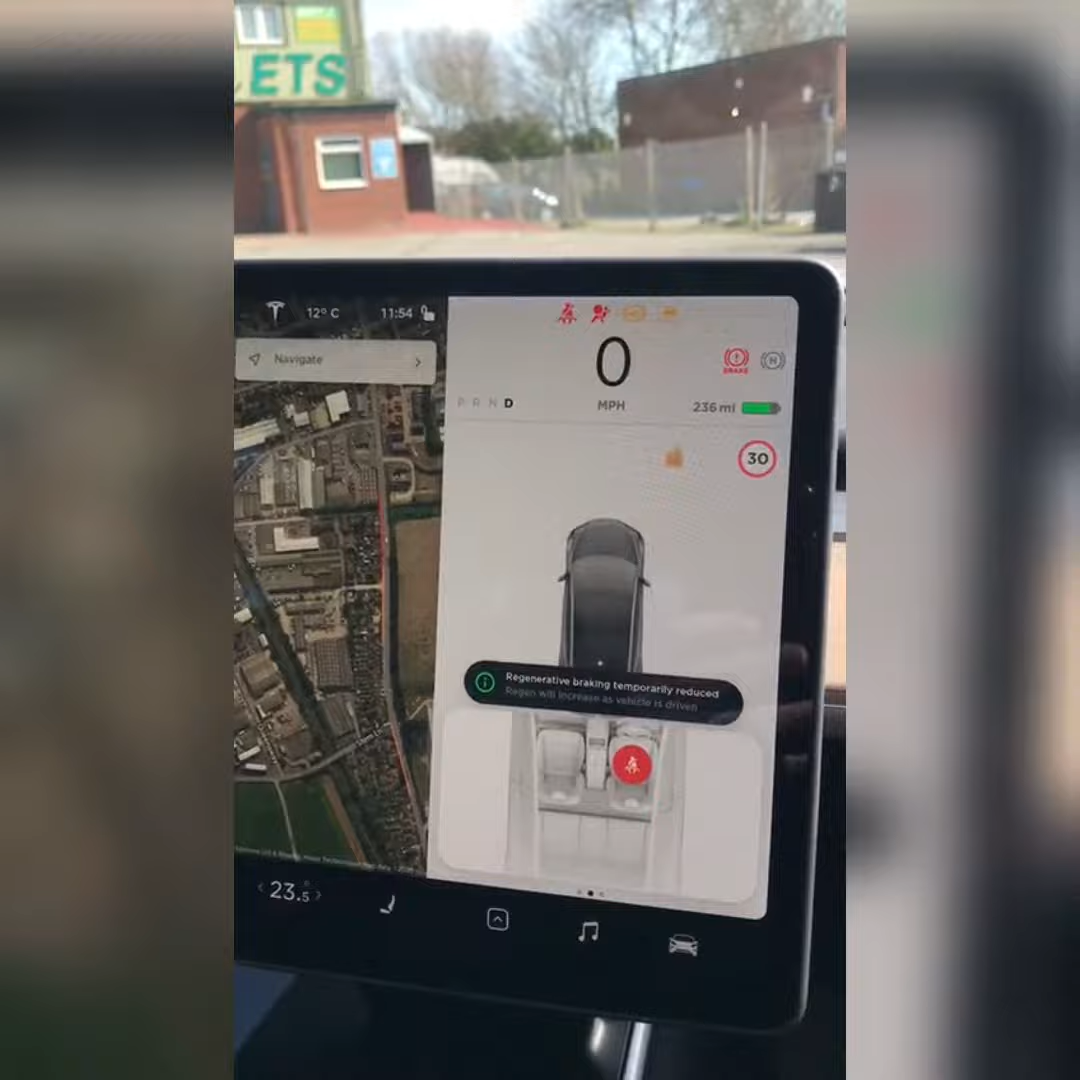 ETS
12° C
11:54
Navigate
0
MPH
BRAKE
H
P R N D
236 mi
30
Regenerative braking temporarily reduced
Regen will increase as vehicle is driven
23.5